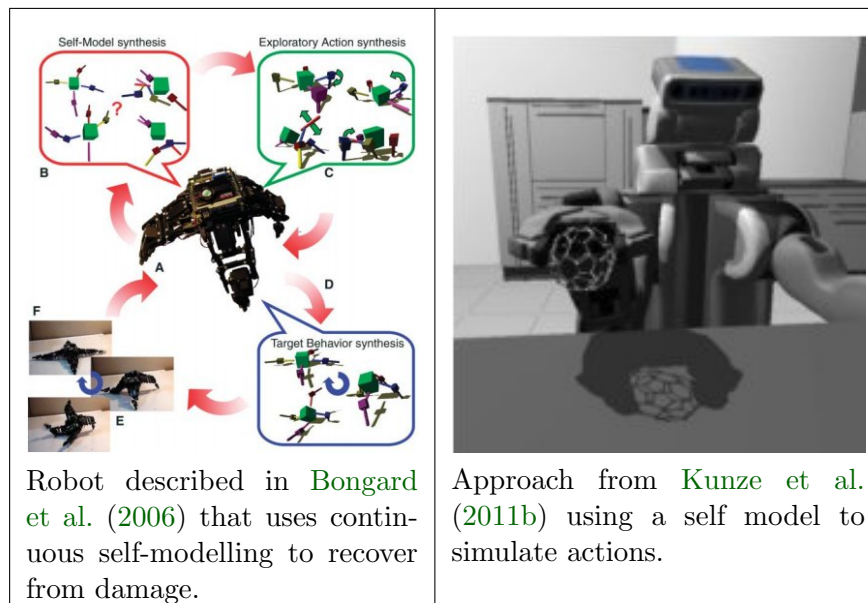 Self-Model synthesis
Exploratory Action synthesis
?
B
C
A
D
F
Target Behavior synthesis
E
Robot described in Bongard
et al. (2006) that uses contin-
uous self-modelling to recover
from damage.
Approach from Kunze et al.
(2011b) using a self model to
simulate actions.